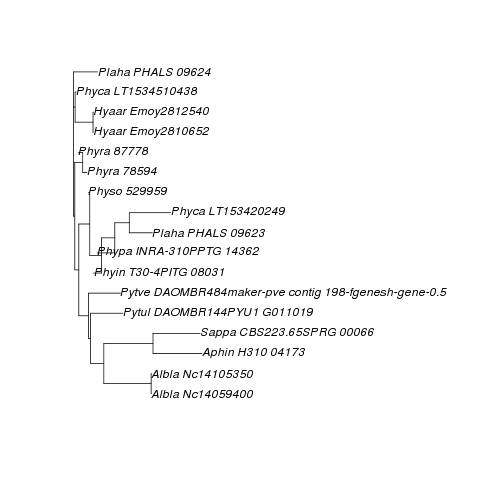 Plaha PHALS 09624
Phyca LT1534510438
Hyaar Emoy2812540
Hyaar Emoy2810652
Phyra 87778
Phyra 78594
Physo 529959
Phyca LT153420249
Plaha PHALS 09623
Phypa INRA-310PPTG 14362
Phyin T30-4PITG 08031
Pytve DAOMBR484maker-pve contig 198-fgenesh-gene-0.5
Pytul DAOMBR144PYU1 G011019
Sappa CBS223.65SPRG 00066
Aphin H310 04173
Albla Nc14105350
Albla Nc14059400